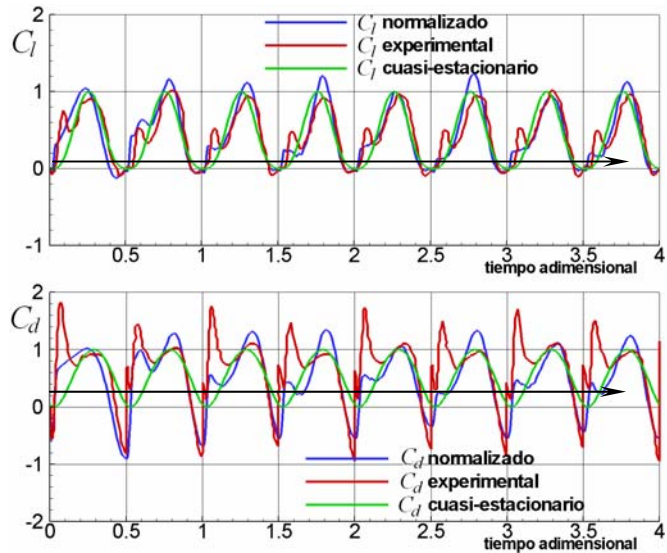 2
C_l
C_l normalizado
C_l experimental
C_l cuasi-estacionario
1
0
-1
0.5 1 1.5 2 2.5 3 3.5 4
tiempo adimensional
2
C_d
1
0
-1
C_d normalizado
C_d experimental
C_d cuasi-estacionario
-2
0 0.5 1 1.5 2 2.5 3 3.5 4
tiempo adimensional